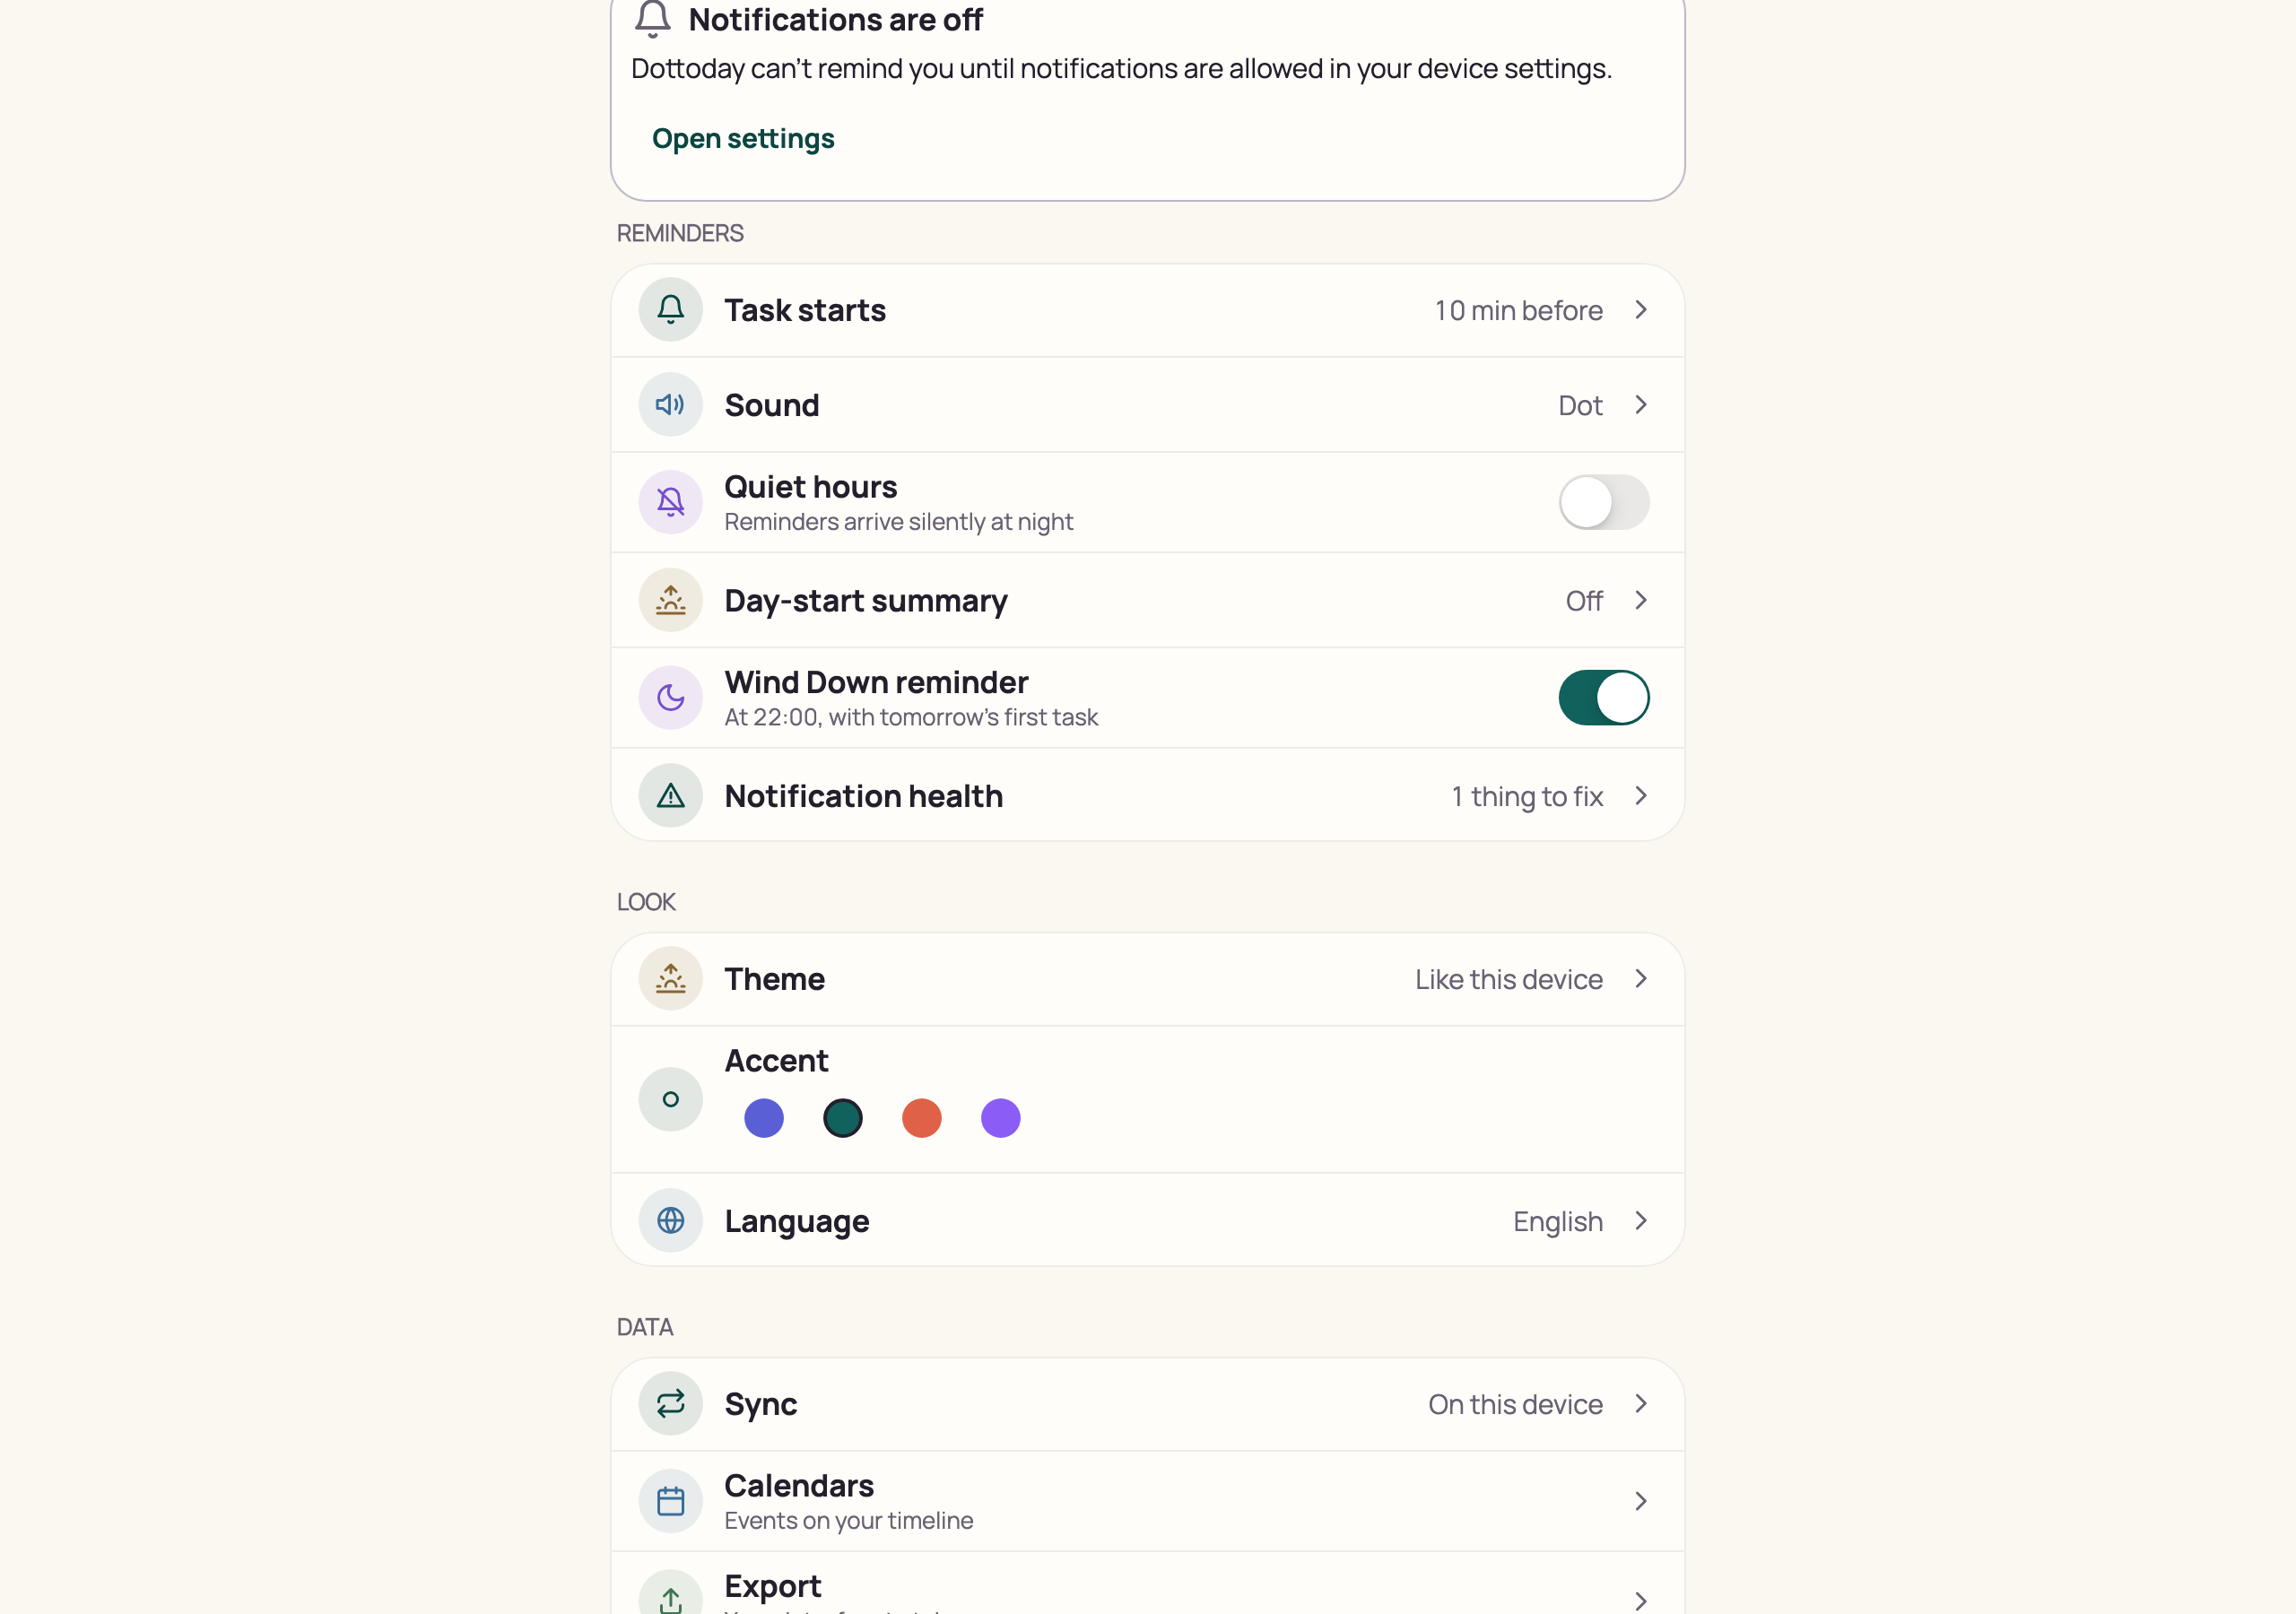 Notifications are off
Dottoday can't remind you until notifications are allowed in your device settings.
Open settings
REMINDERS
Task starts
10 min before
Sound
Dot
Quiet hours
Reminders arrive silently at night
Day-start summary
Off
Wind Down reminder
At 22:00, with tomorrow's first task
Notification health
1 thing to fix
LOOK
Theme
Like this device
Accent
Language
English
DATA
Sync
On this device
Calendars
Events on your timeline
Export